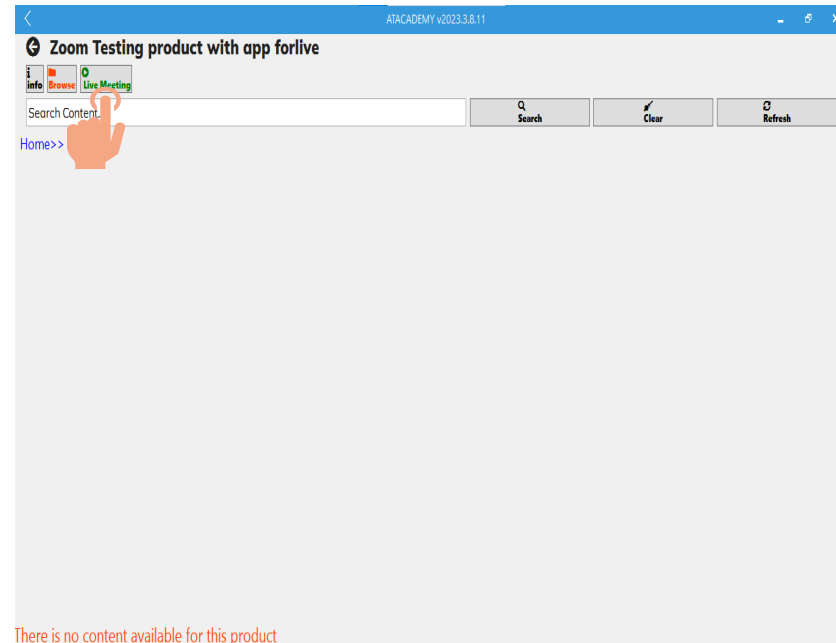 ATACADEMY v2023.3.8.11
Zoom Testing product with app forlive
info Browse Live Meeting
Search Content. Search Clear Refresh
Home>>
There is no content available for this product